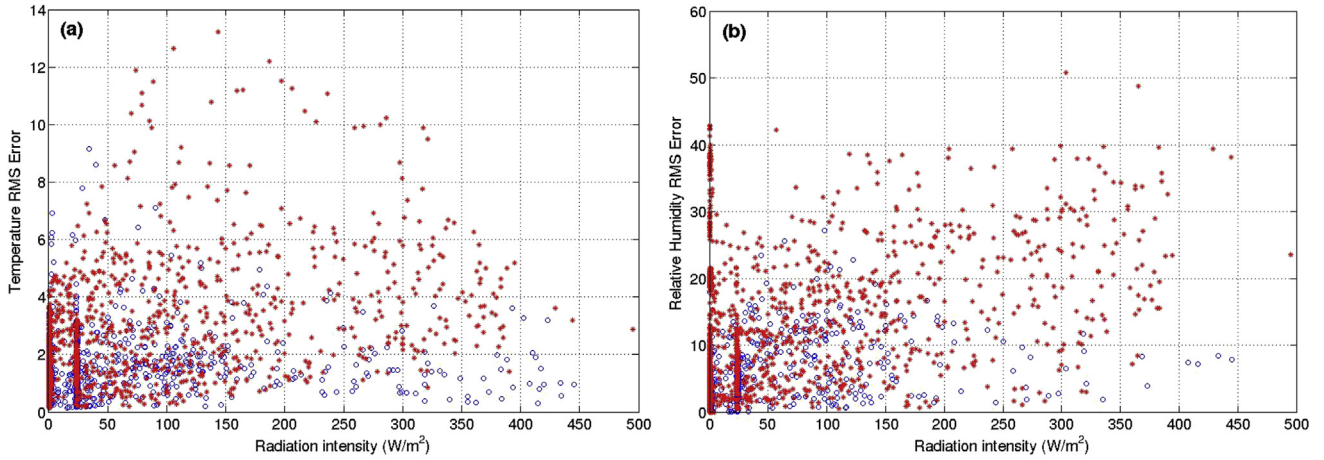 (a)
Temperature RMS Error
14
12
10
8
6
4
2
0
0 50 100 150 200 250 300 350 400 450 500
Radiation intensity (W/m²)
(b)
Relative Humidity RMS Error
60
50
40
30
20
10
0
0 50 100 150 200 250 300 350 400 450 500
Radiation intensity (W/m²)